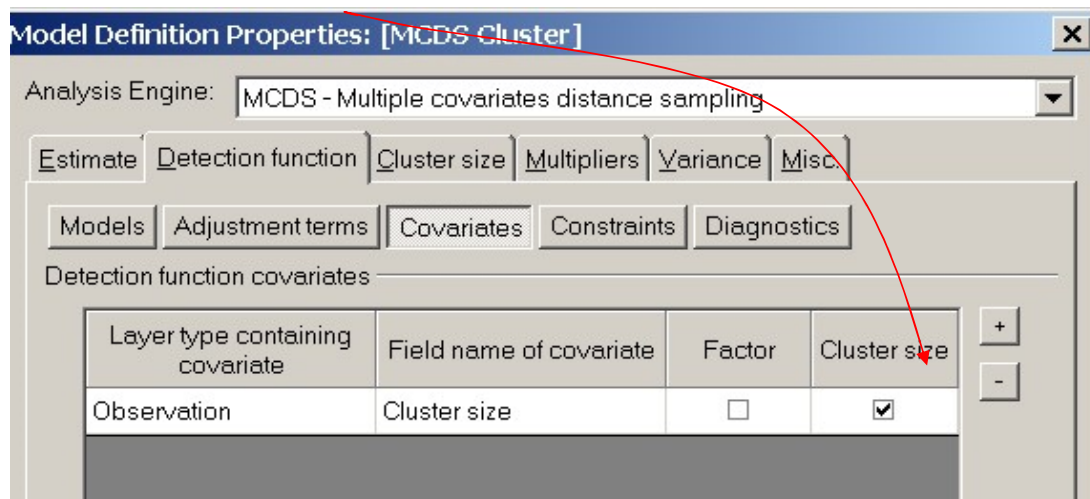 Model Definition Properties: [MCDS Cluster]
Analysis Engine: MCDS - Multiple covariates distance sampling
Estimate Detection function Cluster size Multipliers Variance Misc.
Models Adjustment terms Covariates Constraints Diagnostics
Detection function covariates
Layer type containing
covariate
Field name of covariate
Factor
Cluster size
+
-
Observation Cluster size